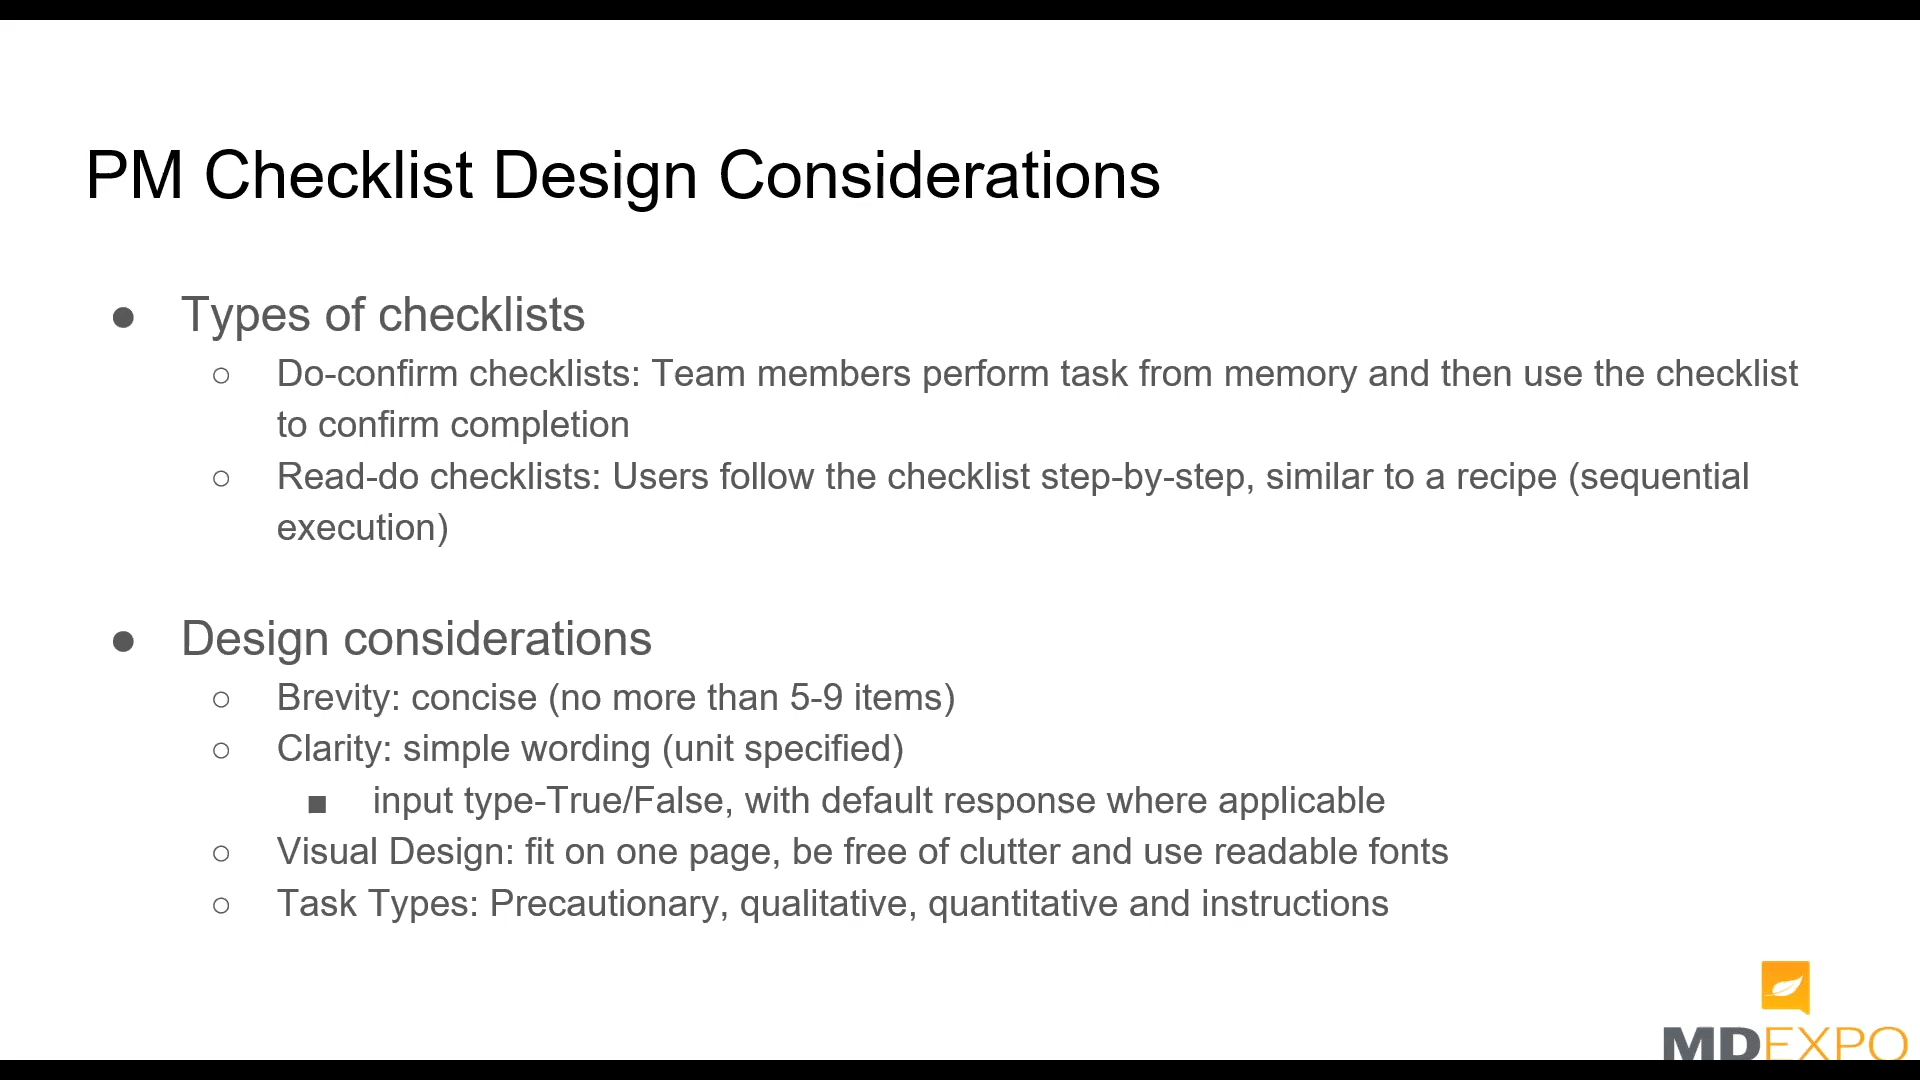 PM Checklist Design Considerations
● Types of checklists
○ Do-confirm checklists: Team members perform task from memory and then use the checklist
to confirm completion
○ Read-do checklists: Users follow the checklist step-by-step, similar to a recipe (sequential
execution)
● Design considerations
○ Brevity: concise (no more than 5-9 items)
○ Clarity: simple wording (unit specified)
■ input type-True/False, with default response where applicable
○ Visual Design: fit on one page, be free of clutter and use readable fonts
○ Task Types: Precautionary, qualitative, quantitative and instructions
MDEXPO